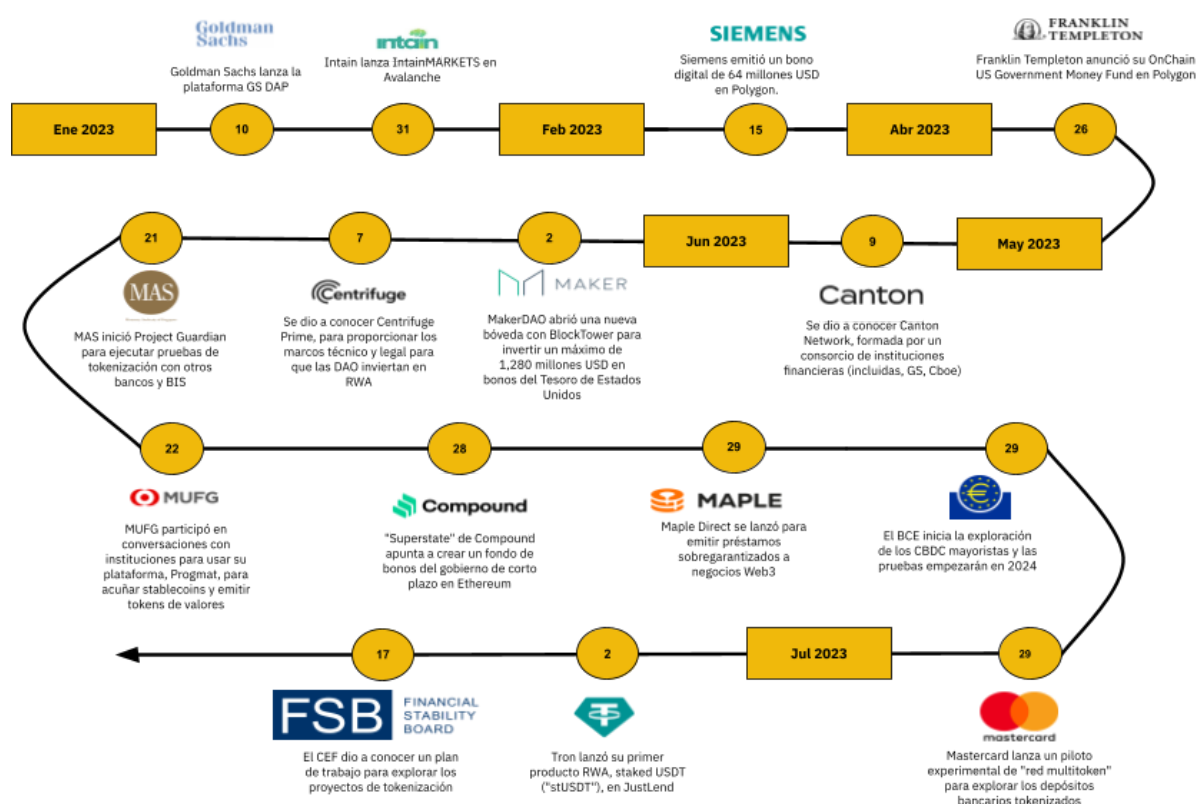 Goldman
Sachs
Goldman Sachs lanza la
plataforma GS DAP
intain
Intain lanza IntainMARKETS en
Avalanche
SIEMENS
Siemens emitió un bono
digital de 64 millones USD
en Polygon.
FRANKLIN
TEMPLETON
Franklin Templeton anunció su OnChain
US Government Money Fund en Polygon
Ene 2023
10
31
Feb 2023
15
Abr 2023
26
21
7
2
Jun 2023
9
May 2023
MAS
MAS inició Project Guardian
para ejecutar pruebas de
tokenización con otros
bancos y BIS
Centrifuge
Se dio a conocer Centrifuge
Prime, para proporcionar los
marcos técnico y legal para
que las DAO inviertan en
RWA
MAKER
MakerDAO abrió una nueva
bóveda con BlockTower para
invertir un máximo de
1,280 millones USD en
bonos del Tesoro de Estados
Unidos
Canton
Se dio a conocer Canton
Network, formada por un
consorcio de instituciones
financieras (incluidas, GS, Cboe)
22
28
29
29
MUFG
MUFG participó en
conversaciones con
instituciones para usar su
plataforma, Progmat, para
acuñar stablecoins y emitir
tokens de valores
Compound
"Superstate" de Compound
apunta a crear un fondo de
bonos del gobierno de corto
plazo en Ethereum
MAPLE
Maple Direct se lanzó para
emitir préstamos
sobregarantizados a
negocios Web3
El BCE inicia la exploración
de los CBDC mayoristas y las
pruebas empezarán en 2024
17
2
Jul 2023
29
FSB
FINANCIAL
STABILITY
BOARD
El CEF dio a conocer un plan
de trabajo para explorar los
proyectos de tokenización
Tron lanzó su primer
producto RWA, staked USDT
("stUSDT"), en JustLend
mastercard
Mastercard lanza un piloto
experimental de "red multitoken"
para explorar los depósitos
bancarios tokenizados